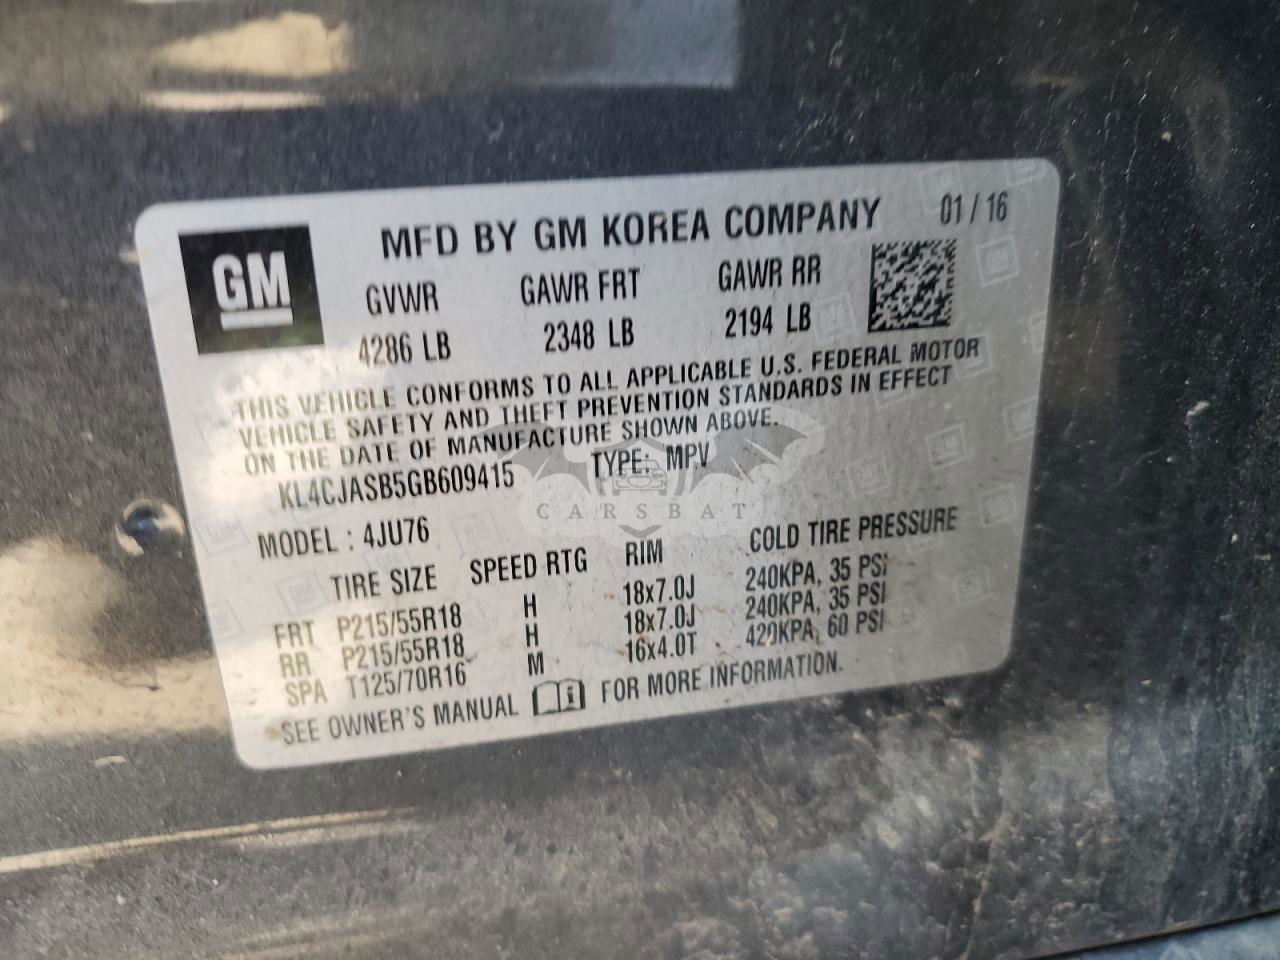 GM
MFD BY GM KOREA COMPANY 01 / 16
GVWR GAWR FRT GAWR RR
4286 LB 2348 LB 2194 LB
THIS VEHICLE CONFORMS TO ALL APPLICABLE U.S. FEDERAL MOTOR
VEHICLE SAFETY AND THEFT PREVENTION STANDARDS IN EFFECT
ON THE DATE OF MANUFACTURE SHOWN ABOVE.
KL4CJASB5GB609415 TYPE: MPV
CARSBAT
MODEL : 4JU76
TIRE SIZE SPEED RTG RIM COLD TIRE PRESSURE
FRT P215/55R18 H 18x7.0J 240KPA, 35 PSI
RR P215/55R18 H 18x7.0J 240KPA, 35 PSI
SPA T125/70R16 M 16x4.0T 420KPA, 60 PSI
SEE OWNER'S MANUAL i FOR MORE INFORMATION.